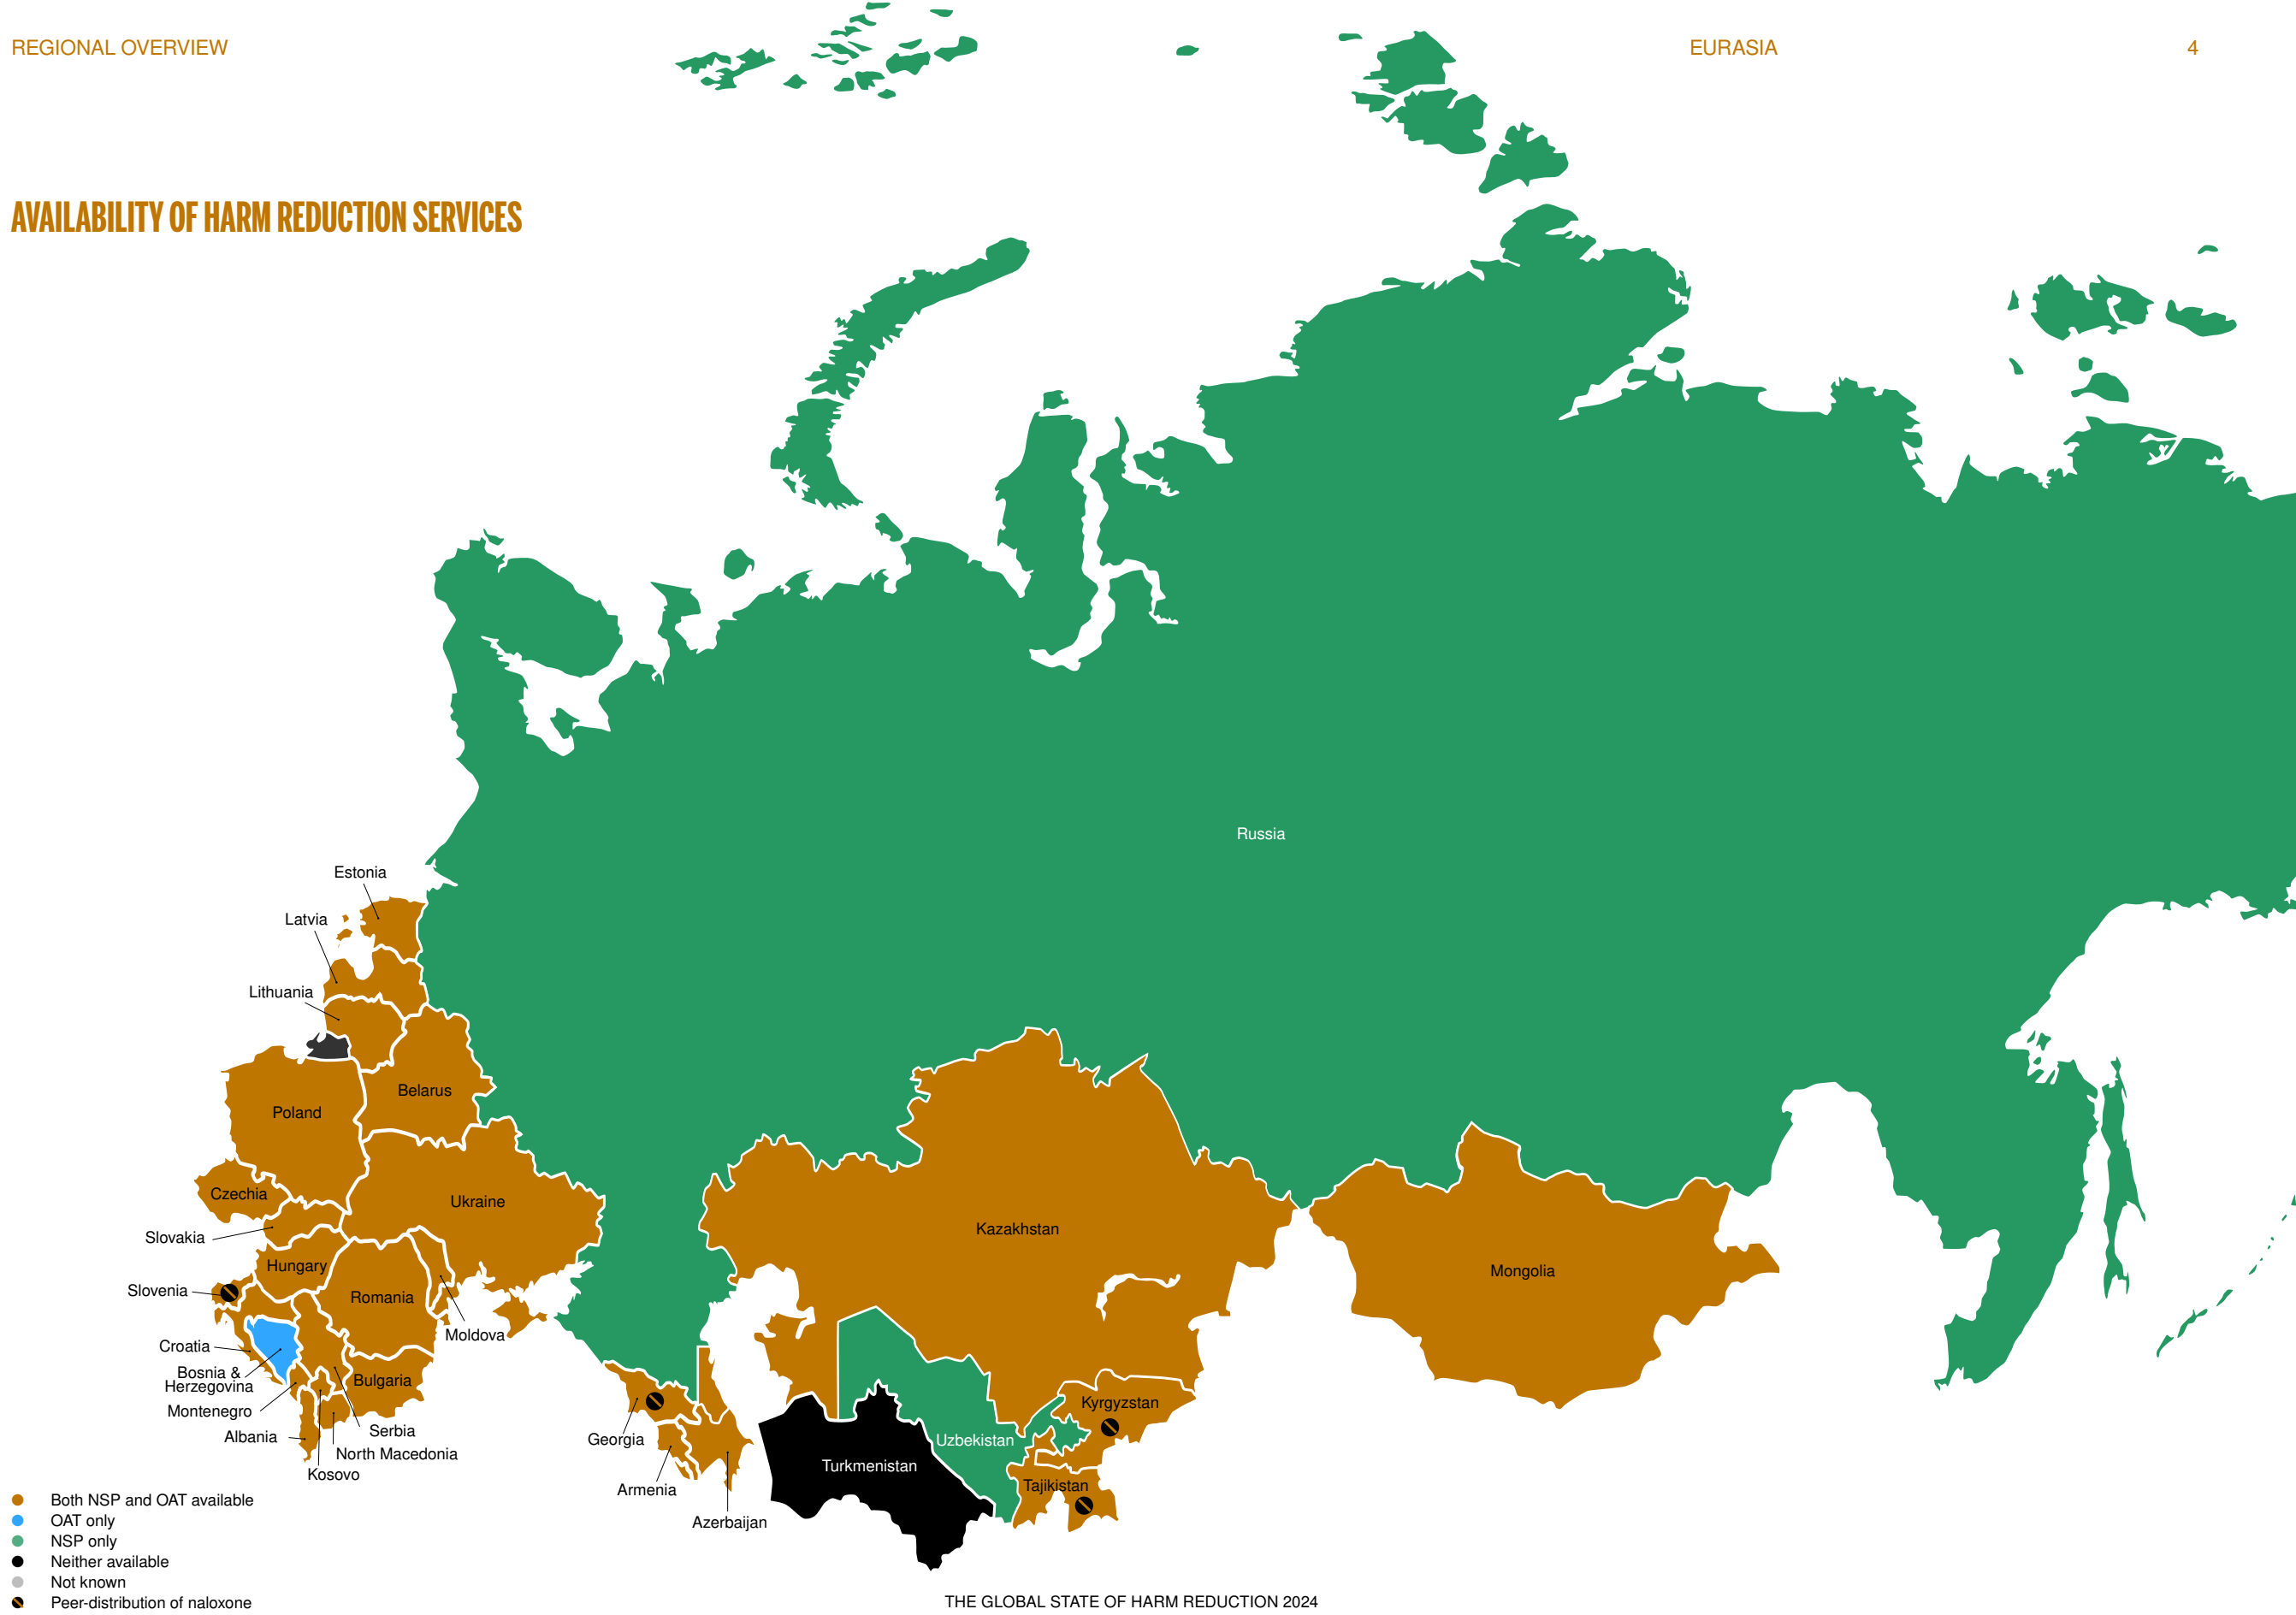 REGIONAL OVERVIEW
EURASIA
4
AVAILABILITY OF HARM REDUCTION SERVICES
Russia
Estonia
Latvia
Lithuania
Belarus
Poland
Czechia
Ukraine
Slovakia
Kazakhstan
Hungary
Mongolia
Slovenia
Romania
Moldova
Croatia
Bosnia &
Herzegovina
Bulgaria
Montenegro
Kyrgyzstan
Serbia
Albania
Georgia
Uzbekistan
North Macedonia
Turkmenistan
Kosovo
Tajikistan
Armenia
Azerbaijan
Both NSP and OAT available
OAT only
NSP only
Neither available
Not known
Peer-distribution of naloxone
THE GLOBAL STATE OF HARM REDUCTION 2024